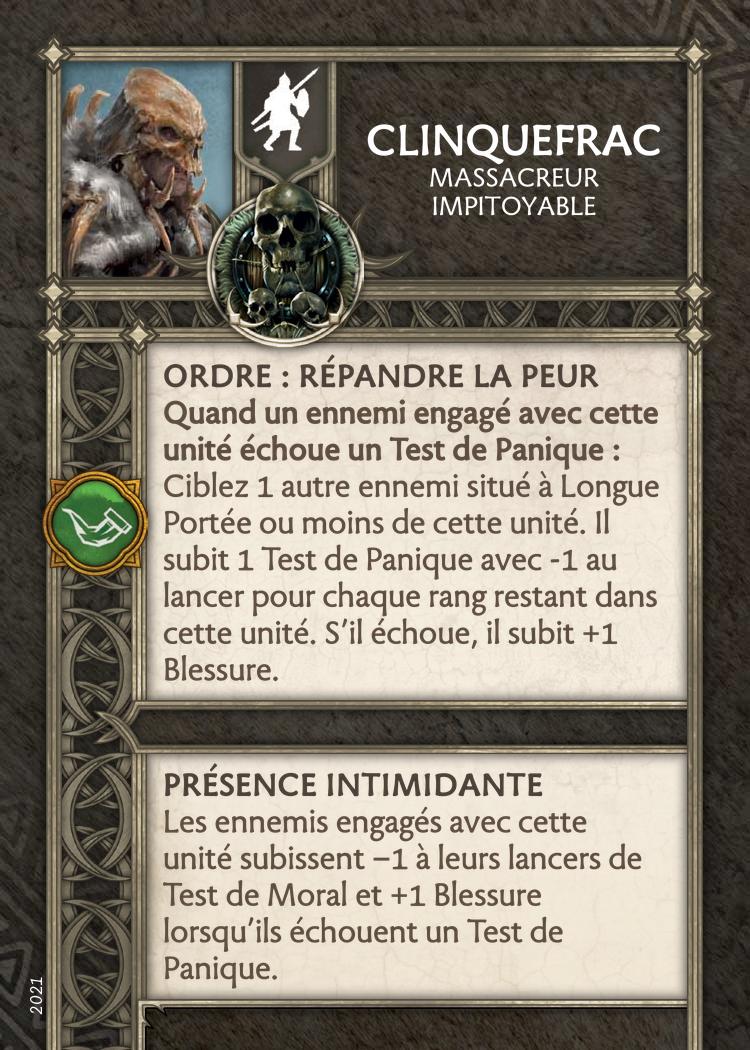 CLINQUEFRAC
MASSACREUR
IMPITOYABLE
ORDRE : RÉPANDRE LA PEUR
Quand un ennemi engagé avec cette
unité échoue un Test de Panique :
Ciblez 1 autre ennemi situé à Longue
Portée ou moins de cette unité. Il
subit 1 Test de Panique avec -1 au
lancer pour chaque rang restant dans
cette unité. S’il échoue, il subit +1
Blessure.
PRÉSENCE INTIMIDANTE
Les ennemis engagés avec cette
unité subissent –1 à leurs lancers de
Test de Moral et +1 Blessure
lorsqu’ils échouent un Test de
Panique.
2021